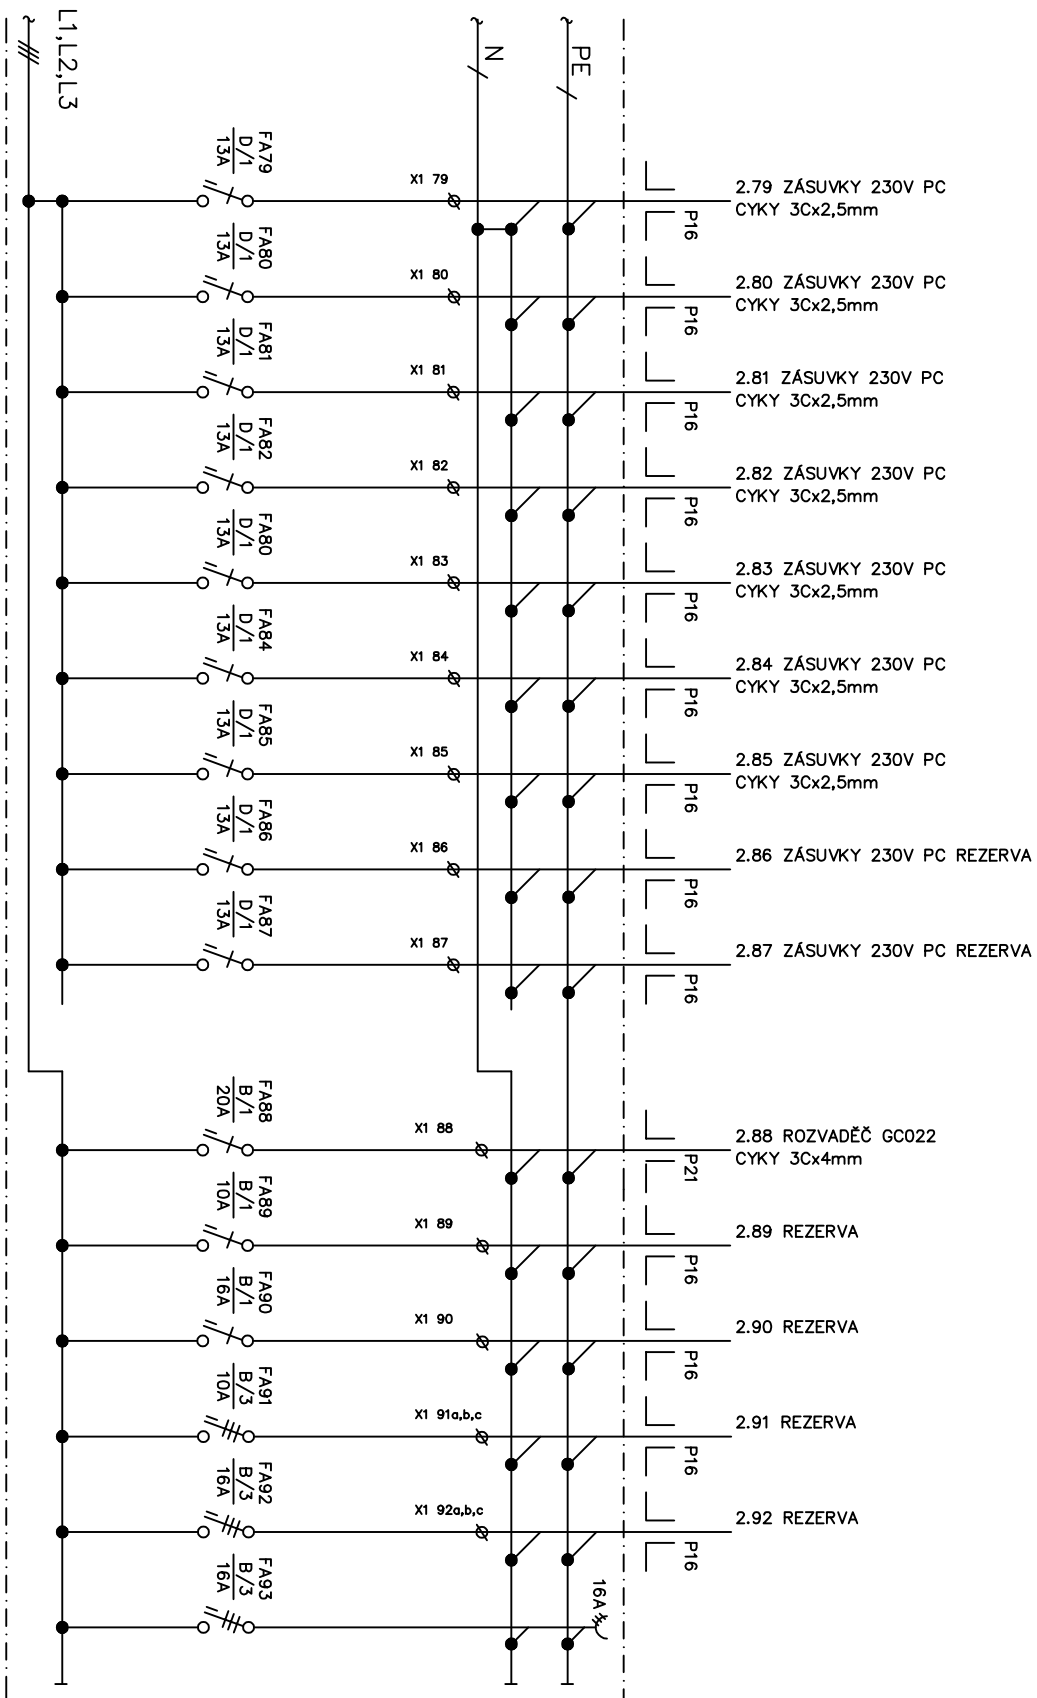 L1,L2,L3
N
PE
FA79
D/1
13A
X1 79
P16
2.79 ZÁSUVKY 230V PC
CYKY 3Cx2,5mm
FA80
D/1
13A
X1 80
P16
2.80 ZÁSUVKY 230V PC
CYKY 3Cx2,5mm
FA81
D/1
13A
X1 81
P16
2.81 ZÁSUVKY 230V PC
CYKY 3Cx2,5mm
FA82
D/1
13A
X1 82
P16
2.82 ZÁSUVKY 230V PC
CYKY 3Cx2,5mm
FA80
D/1
13A
X1 83
P16
2.83 ZÁSUVKY 230V PC
CYKY 3Cx2,5mm
FA84
D/1
13A
X1 84
P16
2.84 ZÁSUVKY 230V PC
CYKY 3Cx2,5mm
FA85
D/1
13A
X1 85
P16
2.85 ZÁSUVKY 230V PC
CYKY 3Cx2,5mm
FA86
D/1
13A
X1 86
P16
2.86 ZÁSUVKY 230V PC REZERVA
FA87
D/1
13A
X1 87
P16
2.87 ZÁSUVKY 230V PC REZERVA
FA88
B/1
20A
X1 88
P21
2.88 ROZVADĚČ GC022
CYKY 3Cx4mm
FA89
B/1
10A
X1 89
P16
2.89 REZERVA
FA90
B/1
16A
X1 90
P16
2.90 REZERVA
FA91
B/3
10A
X1 91a,b,c
P16
2.91 REZERVA
FA92
B/3
16A
X1 92a,b,c
P16
2.92 REZERVA
FA93
B/3
16A
16A